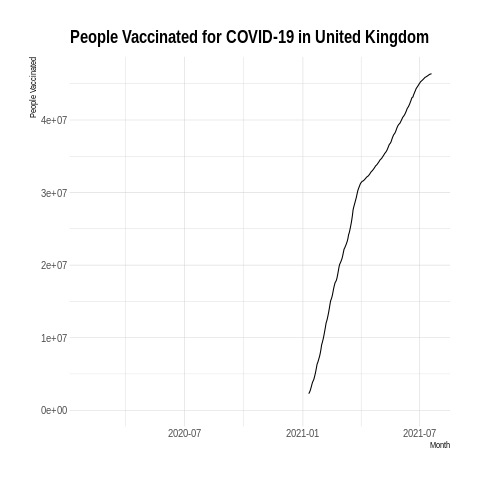 People Vaccinated for COVID-19 in United Kingdom
People Vaccinated
4e+07
3e+07
2e+07
1e+07
0e+00
2020-07
2021-01
2021-07
Month